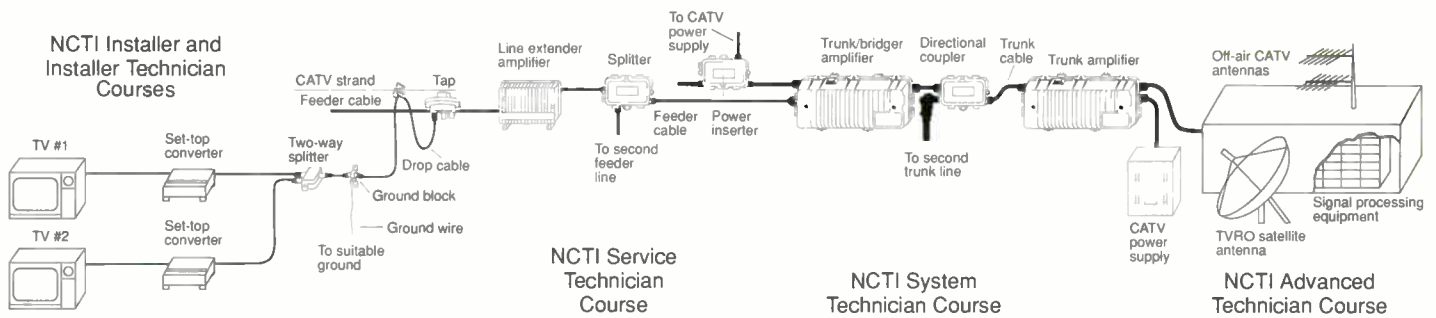 NCTI Installer and
Installer Technician
Courses
TV #1
Set-top
converter
TV #2
Set-top
converter
Two-way
splitter
CATV strand
Feeder cable
Tap
Drop cable
Ground block
Ground wire
To suitable
ground
Line extender
amplifier
Splitter
To second
feeder
line
Feeder
cable
To CATV
power
supply
Power
inserter
NCTI Service
Technician
Course
Trunk/bridger
amplifier
Directional
coupler
To second
trunk line
Trunk
cable
Trunk amplifier
NCTI System
Technician Course
CATV
power
supply
Off-air CATV
antennas
TVRO satellite
antenna
Signal processing
equipment
NCTI Advanced
Technician Course